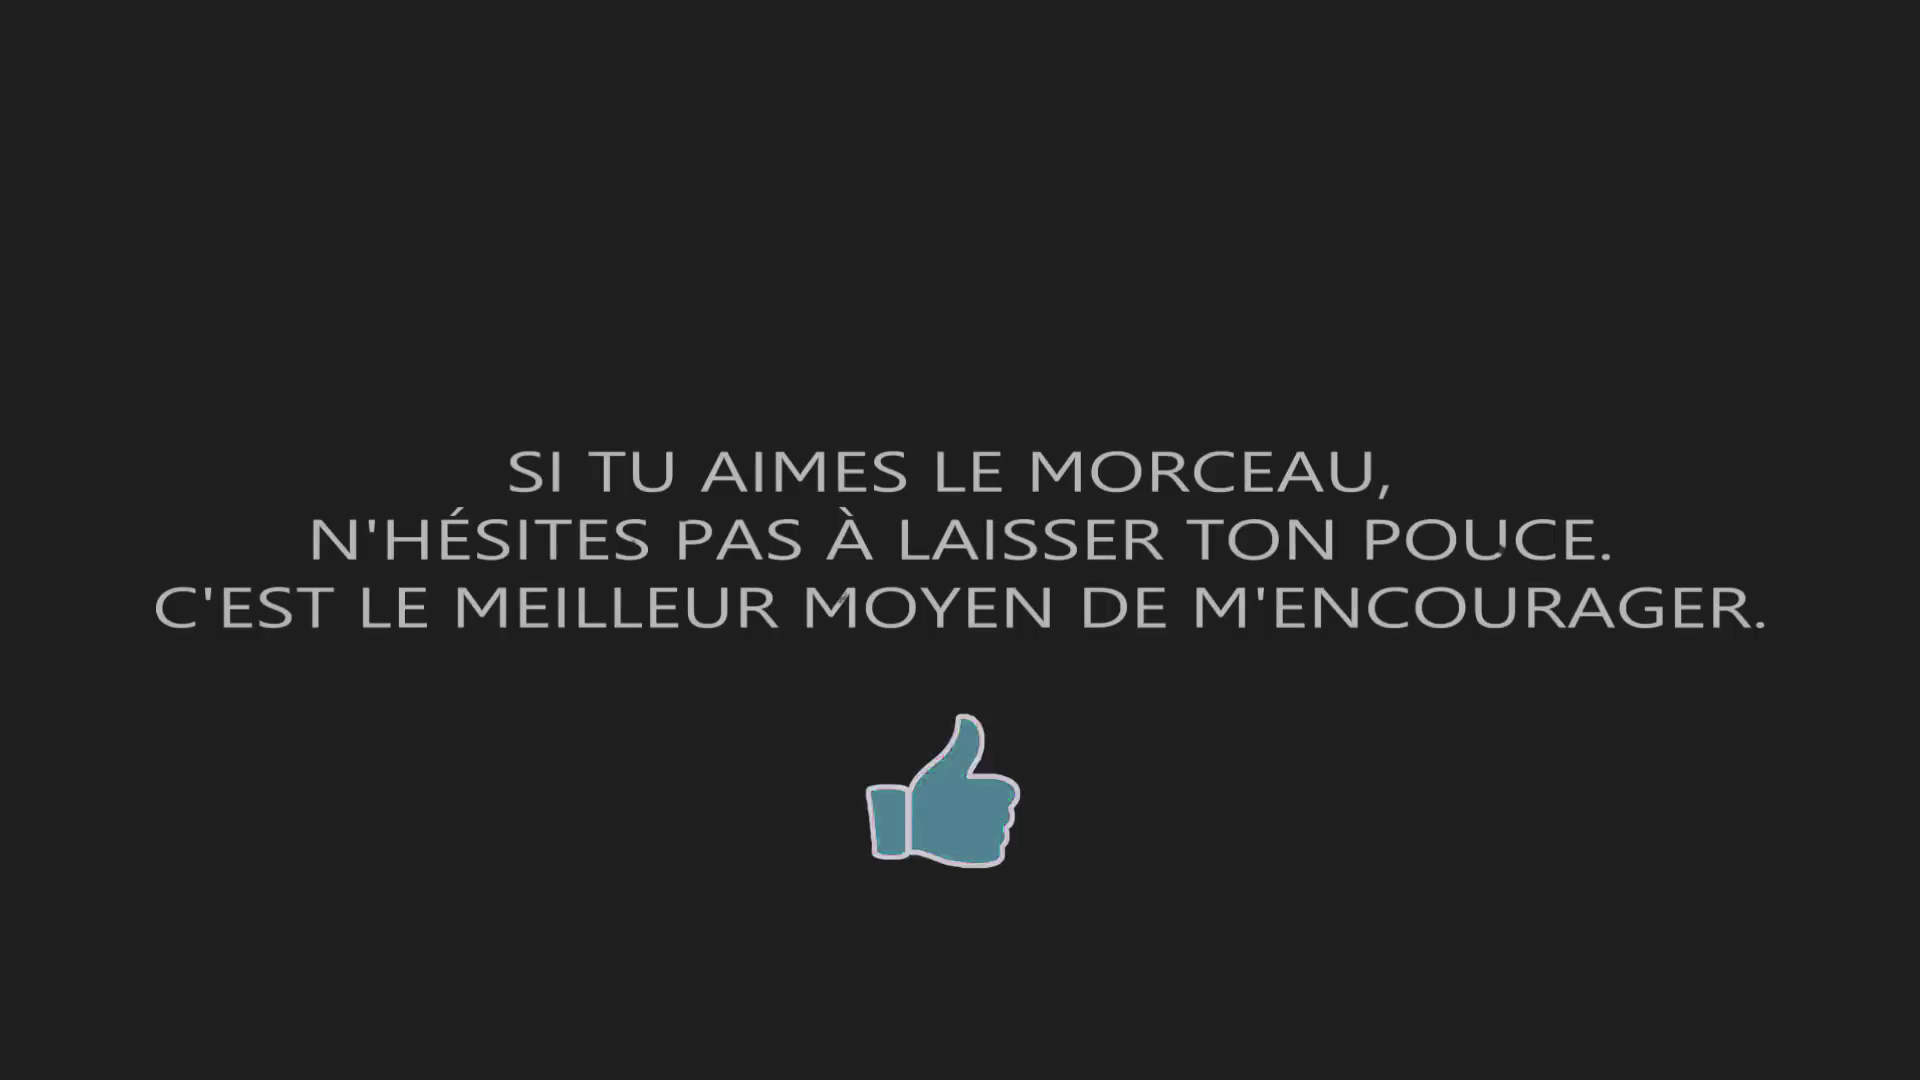 SI TU AIMES LE MORCEAU,
N'HÉSITES PAS À LAISSER TON POUCE.
C'EST LE MEILLEUR MOYEN DE M'ENCOURAGER.